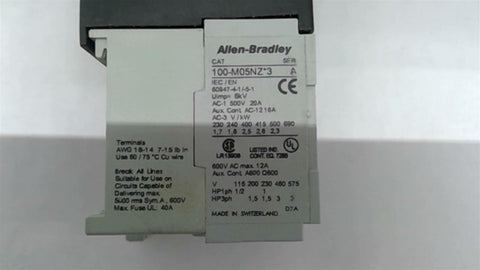 Allen-Bradley
CAT SER
100-M05NZ*3 A
IEC / EN
60947-4-1/-5-1
Uimp= 6kV
AC-1 500V 20A
Aux. Cont. AC-12 16A
AC-3 V / kW
230 240 400 415 500 690
1,7 1,8 2,5 2,6 2,3
LISTED IND.
CONT. EQ. 7265
600V AC max. 12A
Aux. Cont. A600 Q600
V 115 200 230 460 575
HP1ph 1/2 1
HP3ph 1,5 1,5 3 3
MADE IN SWITZERLAND D7A
Terminals
AWG 18-14 7-15 lb in
Use 60 / 75 °C Cu wire
Break All Lines
Suitable for Use on
Circuits Capable of
Delivering max.
5000 rms Sym.A , 600V
Max. Fuse UL: 40A